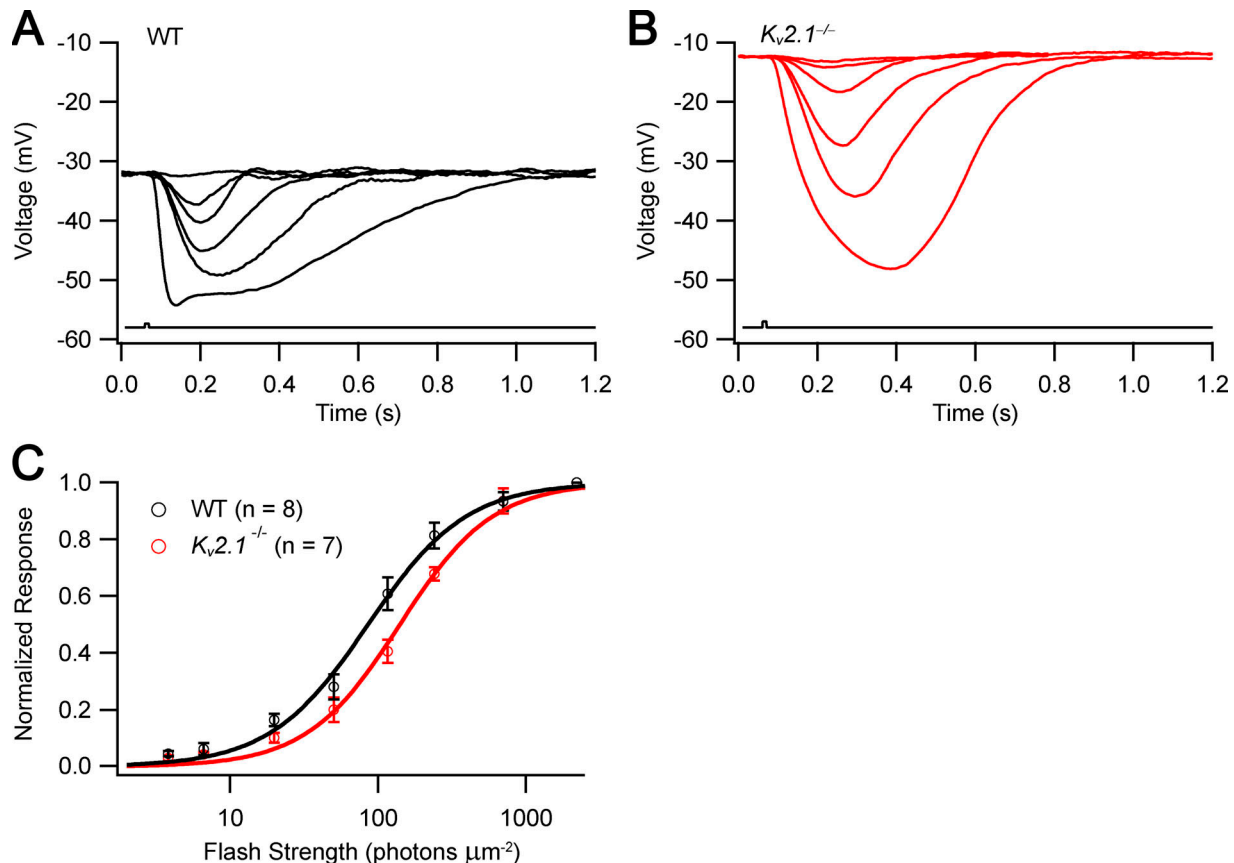 A
WT
Voltage (mV)
-10
-20
-30
-40
-50
-60
0.0 0.2 0.4 0.6 0.8 1.0 1.2
Time (s)
B
Kv2.1–/–
Voltage (mV)
-10
-20
-30
-40
-50
-60
0.0 0.2 0.4 0.6 0.8 1.0 1.2
Time (s)
C
WT (n = 8)
Kv2.1 -/- (n = 7)
Normalized Response
1.0
0.8
0.6
0.4
0.2
0.0
10 100 1000
Flash Strength (photons μm-2)